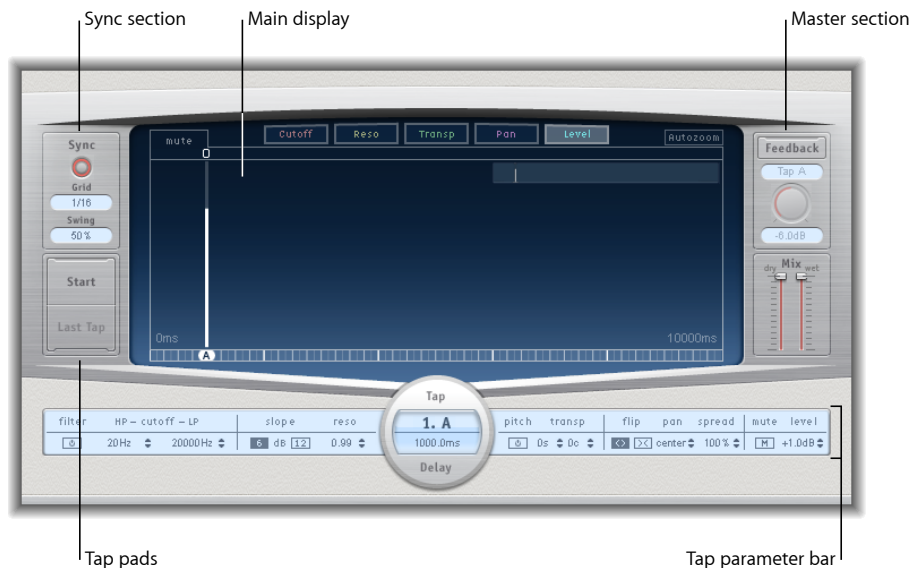 Sync section
Main display
Master section
Sync
Grid
1/16
Swing
50%
Start
Last Tap
mute
Cutoff
Reso
Transp
Pan
Level
Autozoom
0ms
10000ms
A
Feedback
Tap A
-6.0dB
Mix
dry
wet
Tap
1. A
1000.0ms
Delay
filter HP – cutoff – LP slope reso
20Hz 20000Hz 6 dB 12 0.99
pitch transp flip pan spread mute level
0s 0c <> >< center 100% M +1.0dB
Tap pads
Tap parameter bar